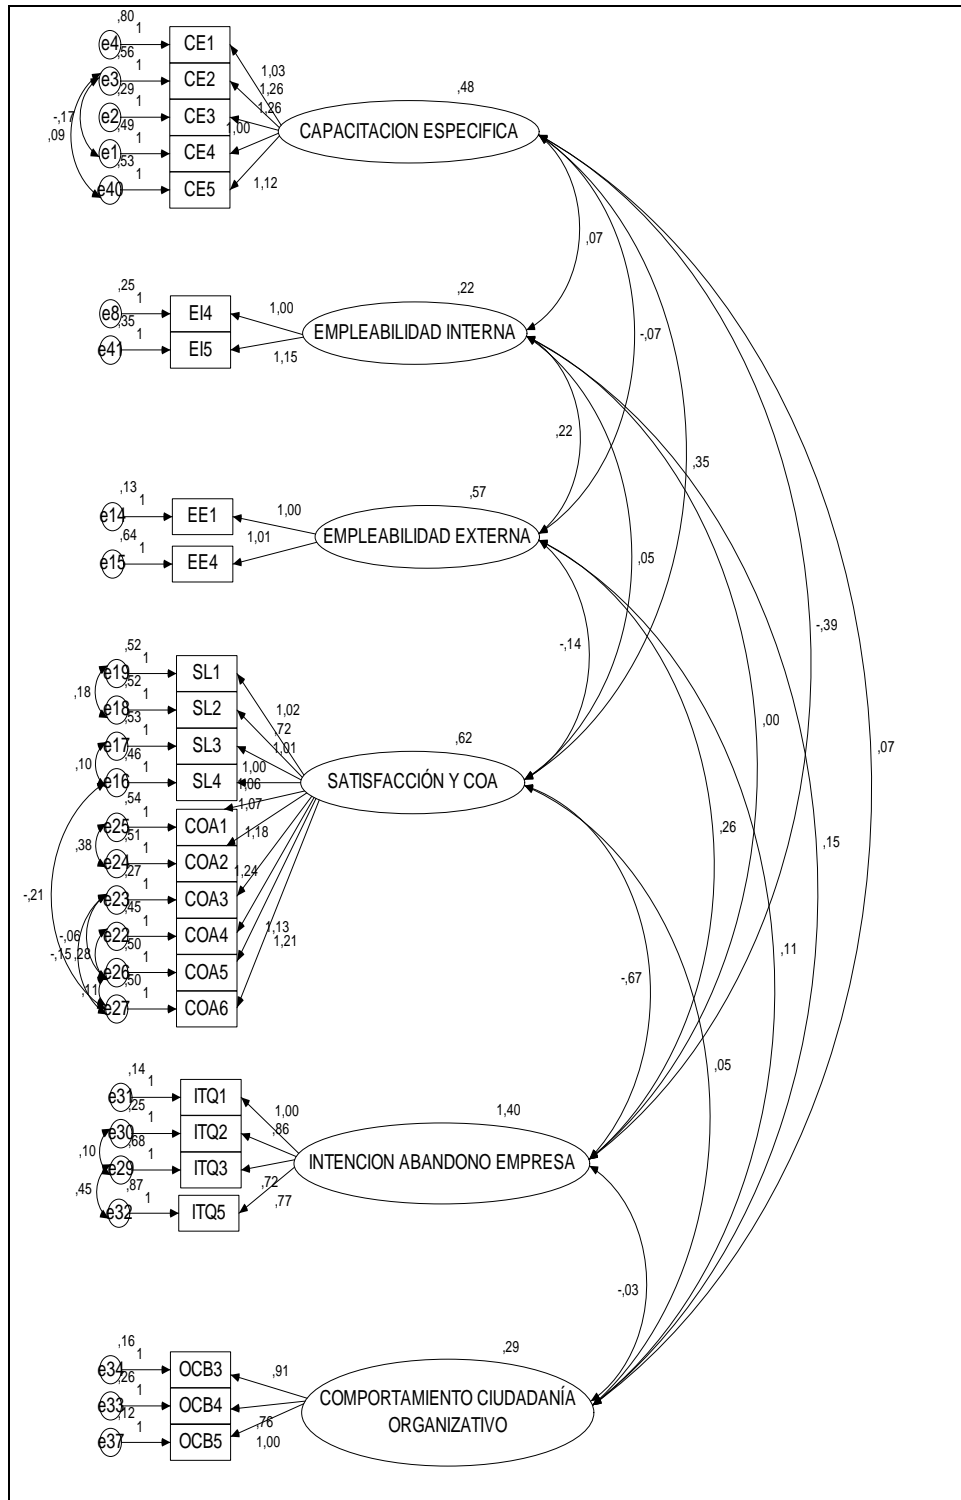 ,80
1
e4
CE1
,56
1
e3
CE2
,29
1
e2
CE3
,49
1
e1
CE4
,53
1
e40
CE5
-,17
,09
1,03
1,26
1,26
1,00
1,12
,48
CAPACITACION ESPECIFICA
,07
,25
1
e8
EI4
,35
1
e41
EI5
1,00
1,15
,22
EMPLEABILIDAD INTERNA
-,07
,22
,35
,13
1
e14
EE1
,64
1
e15
EE4
1,00
1,01
,57
EMPLEABILIDAD EXTERNA
,05
-,14
-,39
,00
,07
,52
1
e19
SL1
,52
1
e18
SL2
,53
1
e17
SL3
,46
1
e16
SL4
,54
1
e25
COA1
,51
1
e24
COA2
,27
1
e23
COA3
,45
1
e22
COA4
,50
1
e26
COA5
,50
1
e27
COA6
,18
,10
,38
-,21
-,06
-,15
,28
,11
1,02
,72
1,01
1,00
1,06
1,07
1,18
1,24
1,13
1,21
,62
SATISFACCIÓN Y COA
,26
,15
,11
-,67
,05
,14
1
e31
ITQ1
,25
1
e30
ITQ2
,68
1
e29
ITQ3
,87
1
e32
ITQ5
,10
,45
1,00
,86
,72
,77
1,40
INTENCION ABANDONO EMPRESA
-,03
,16
1
e34
OCB3
,26
1
e33
OCB4
,12
1
e37
OCB5
,91
,76
1,00
,29
COMPORTAMIENTO CIUDADANÍA
ORGANIZATIVO